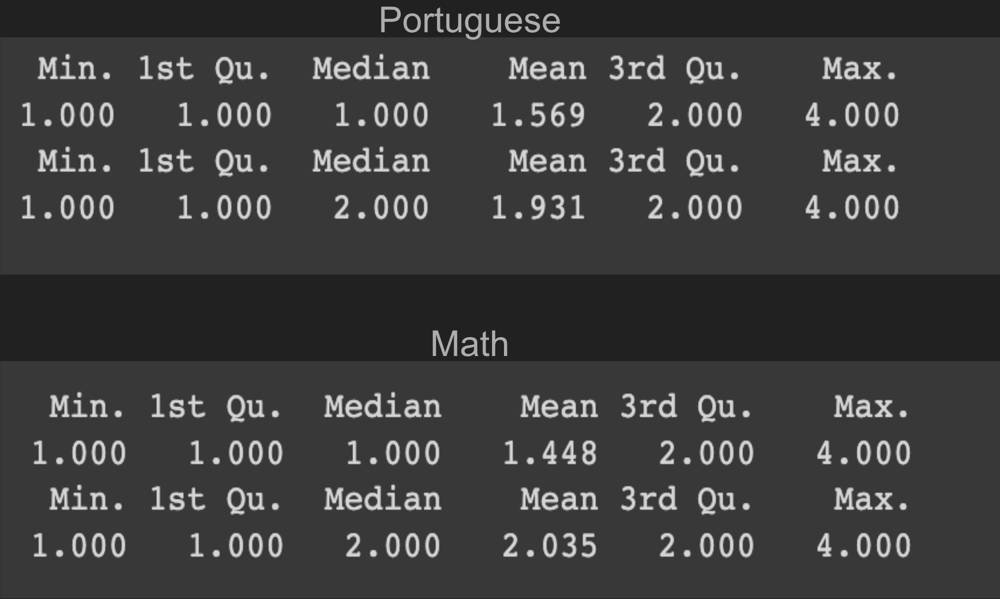 Portuguese
Min. 1st Qu. Median Mean 3rd Qu. Max.
1.000 1.000 1.000 1.569 2.000 4.000
Min. 1st Qu. Median Mean 3rd Qu. Max.
1.000 1.000 2.000 1.931 2.000 4.000
Math
Min. 1st Qu. Median Mean 3rd Qu. Max.
1.000 1.000 1.000 1.448 2.000 4.000
Min. 1st Qu. Median Mean 3rd Qu. Max.
1.000 1.000 2.000 2.035 2.000 4.000